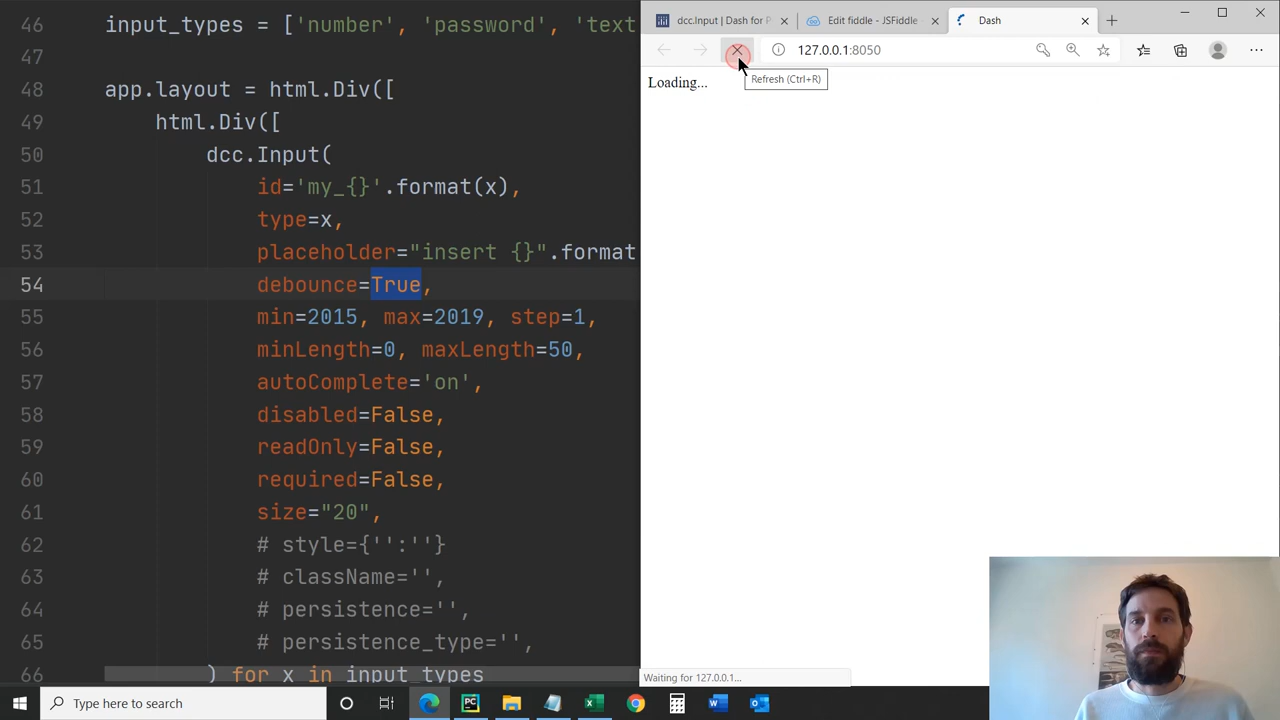 46 input_types = ['number', 'password', 'text
47
48 app.layout = html.Div([
49 html.Div([
50 dcc.Input(
51 id='my_{}'.format(x),
52 type=x,
53 placeholder="insert {}".format
54 debounce=True,
55 min=2015, max=2019, step=1,
56 minLength=0, maxLength=50,
57 autoComplete='on',
58 disabled=False,
59 readOnly=False,
60 required=False,
61 size="20",
62 # style={'':''}
63 # className='',
64 # persistence='',
65 # persistence_type='',
66 ) for x in input_types
dcc.Input | Dash for P
Edit fiddle - JSFiddle
Dash
127.0.0.1:8050
Refresh (Ctrl+R)
Loading...
Waiting for 127.0.0.1...
Type here to search